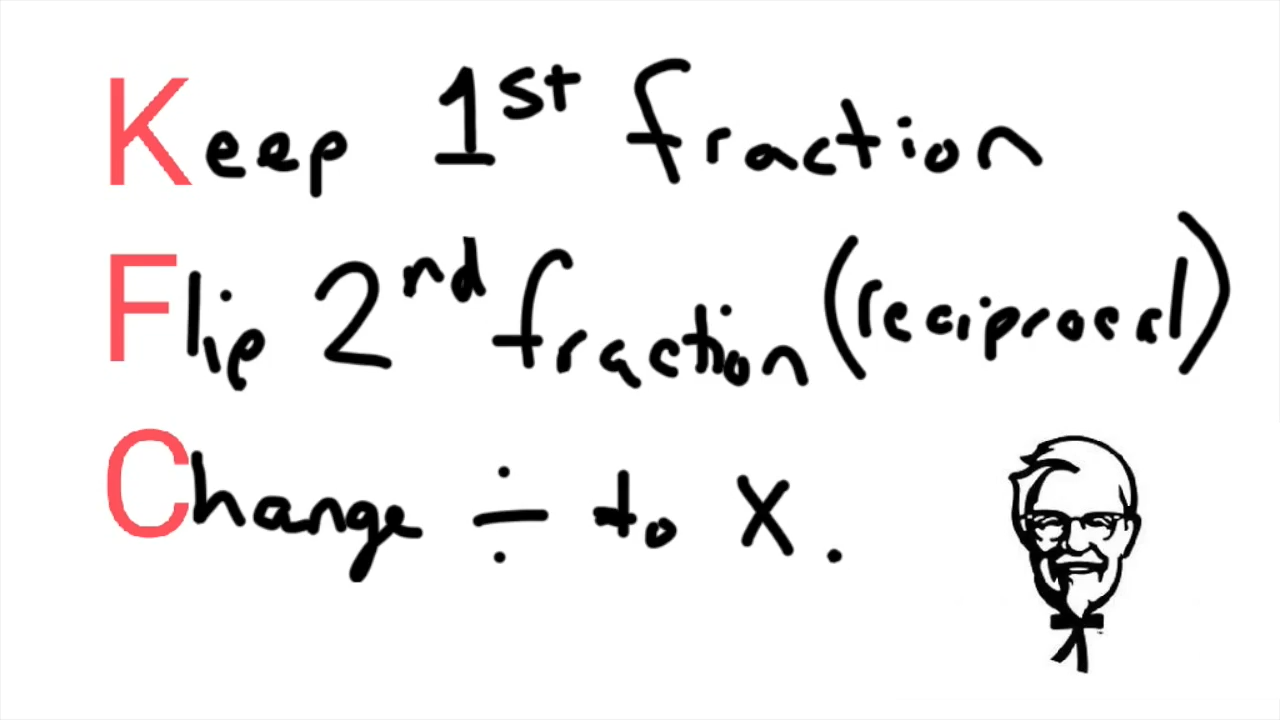 Keep 1st fraction
Flip 2nd fraction (reciprocal)
Change ÷ to X.